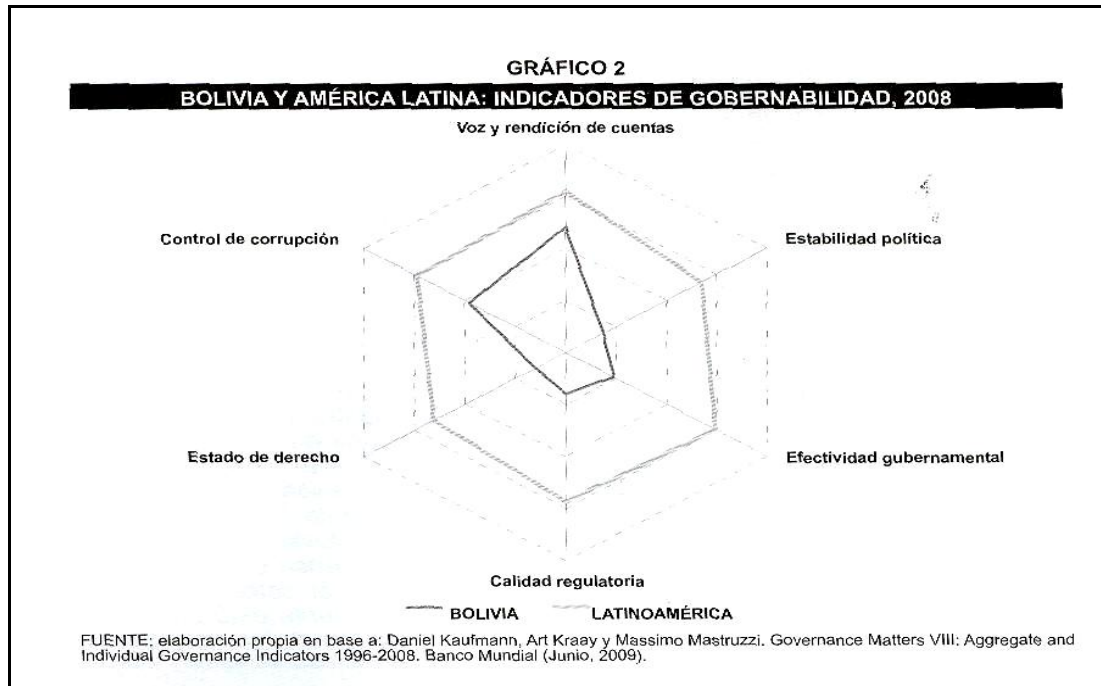 GRÁFICO 2
BOLIVIA Y AMÉRICA LATINA: INDICADORES DE GOBERNABILIDAD, 2008
Voz y rendición de cuentas
Control de corrupción
Estabilidad política
Estado de derecho
Efectividad gubernamental
Calidad regulatoria
BOLIVIA LATINOAMÉRICA
FUENTE: elaboración propia en base a: Daniel Kaufmann, Art Kraay y Massimo Mastruzzi. Governance Matters VIII: Aggregate and
Individual Governance Indicators 1996-2008. Banco Mundial (Junio, 2009).